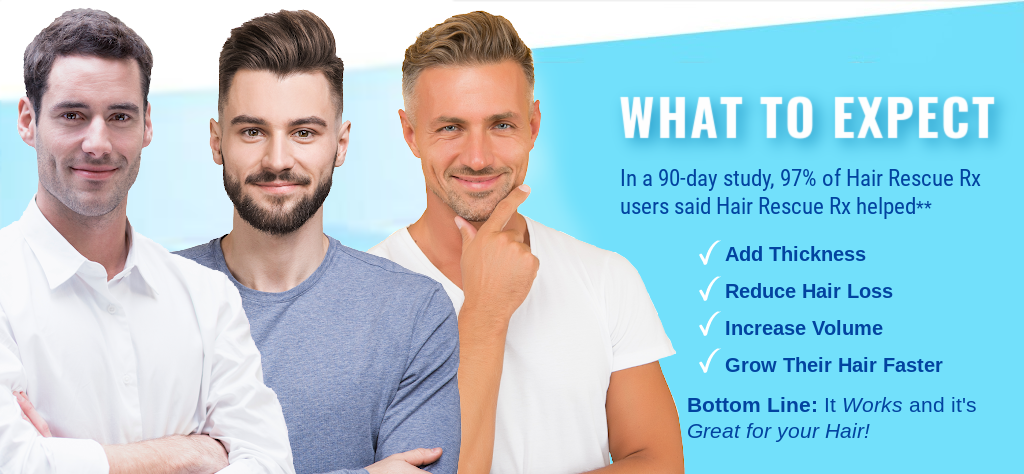 WHAT TO EXPECT
In a 90-day study, 97% of Hair Rescue Rx
users said Hair Rescue Rx helped**
Add Thickness
Reduce Hair Loss
Increase Volume
Grow Their Hair Faster
Bottom Line: It Works and it's
Great for your Hair!